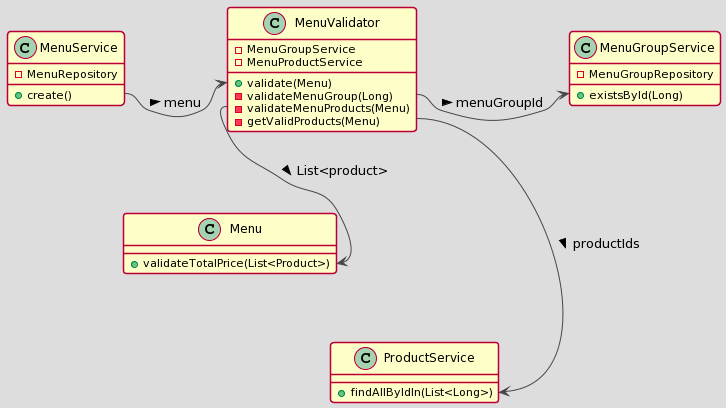 C MenuService
MenuRepository
create()
menu
C MenuValidator
MenuGroupService
MenuProductService
validate(Menu)
validateMenuGroup(Long)
validateMenuProducts(Menu)
getValidProducts(Menu)
menuGroupId
C MenuGroupService
MenuGroupRepository
existsById(Long)
List<product>
C Menu
validateTotalPrice(List<Product>)
productIds
C ProductService
findAllByIdIn(List<Long>)